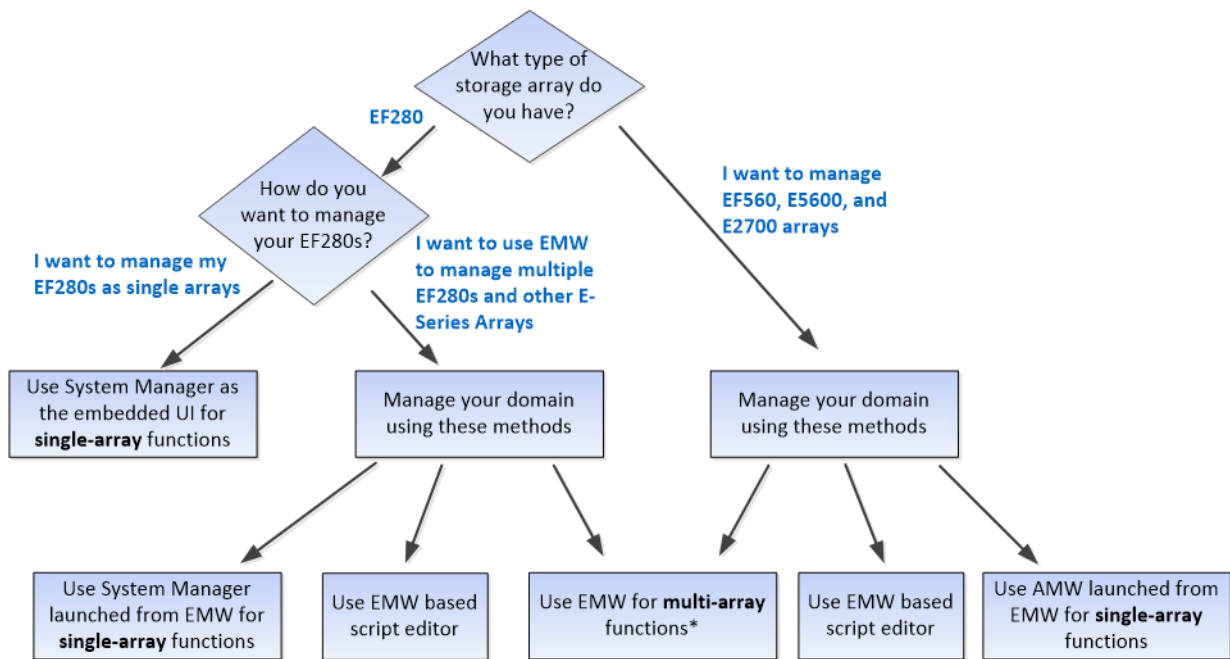 What type of
storage array do
you have?
EF280
How do you
want to manage
your EF280s?
I want to manage
EF560, E5600, and
E2700 arrays
I want to manage my
EF280s as single arrays
I want to use EMW
to manage multiple
EF280s and other E-
Series Arrays
Use System Manager as
the embedded UI for
single-array functions
Manage your domain
using these methods
Manage your domain
using these methods
Use System Manager
launched from EMW for
single-array functions
Use EMW based
script editor
Use EMW for multi-array
functions*
Use EMW based
script editor
Use AMW launched from
EMW for single-array
functions